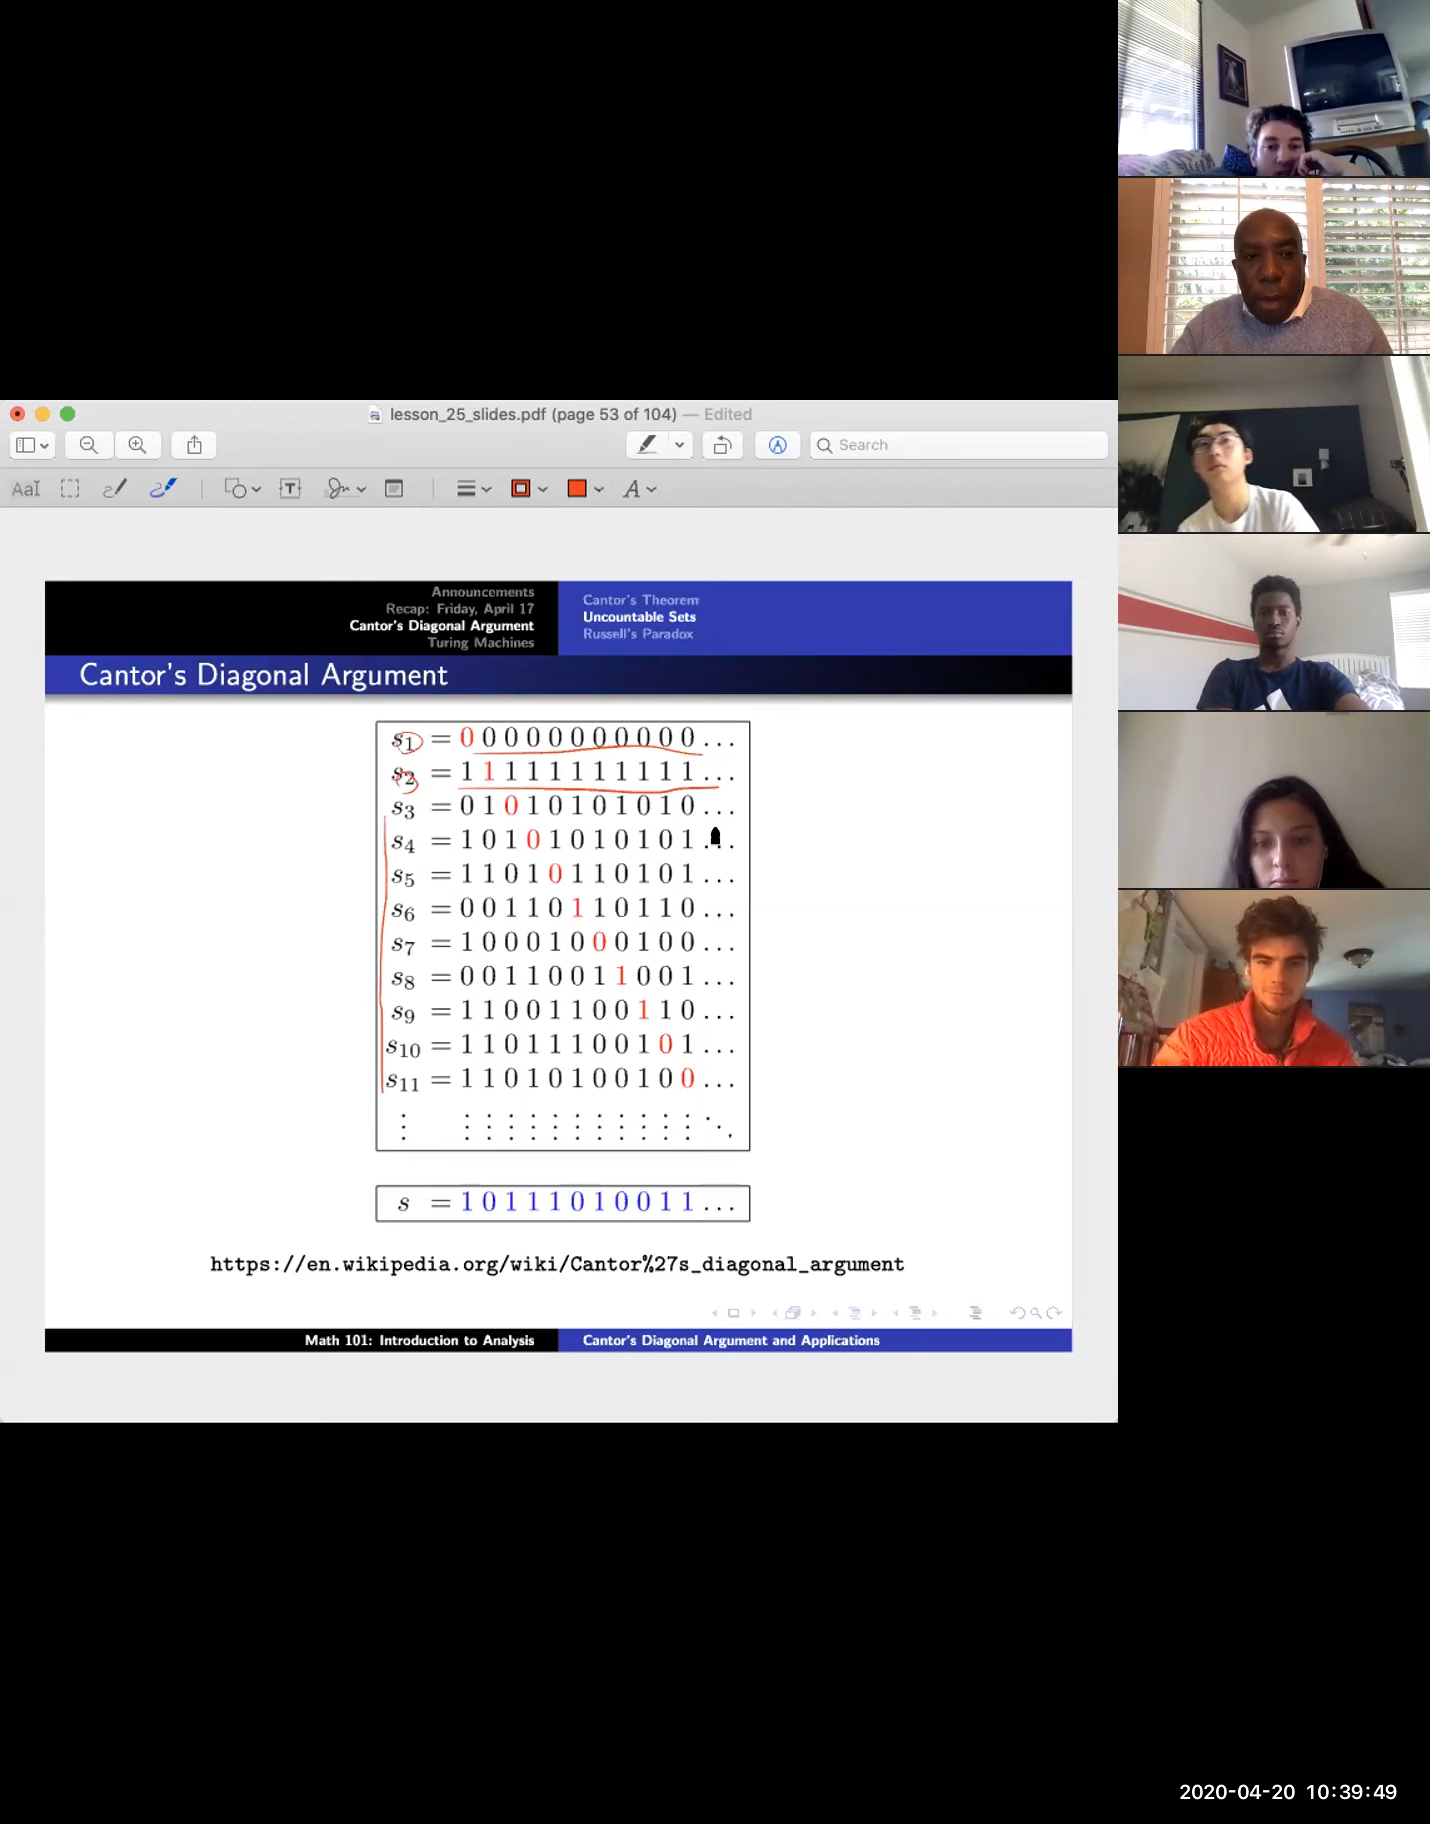 lesson_25_slides.pdf (page 53 of 104) — Edited
Search
AaI
T
A
Announcements
Recap: Friday, April 17
Cantor's Diagonal Argument
Turing Machines
Cantor's Theorem
Uncountable Sets
Russell's Paradox
Cantor's Diagonal Argument
s₁ = 0 0 0 0 0 0 0 0 0 0 0 ...
s₂ = 1 1 1 1 1 1 1 1 1 1 1 ...
s₃ = 0 1 0 1 0 1 0 1 0 1 0 ...
s₄ = 1 0 1 0 1 0 1 0 1 0 1 ...
s₅ = 1 1 0 1 0 1 1 0 1 0 1 ...
s₆ = 0 0 1 1 0 1 1 0 1 1 0 ...
s₇ = 1 0 0 0 1 0 0 0 1 0 0 ...
s₈ = 0 0 1 1 0 0 1 1 0 0 1 ...
s₉ = 1 1 0 0 1 1 0 0 1 1 0 ...
s₁₀ = 1 1 0 1 1 1 0 0 1 0 1 ...
s₁₁ = 1 1 0 1 0 1 0 0 1 0 0 ...
⋮ ⋮ ⋮ ⋮ ⋮ ⋮ ⋮ ⋮ ⋮ ⋮ ⋮ ⋮ ⋱
s = 1 0 1 1 1 0 1 0 0 1 1 ...
https://en.wikipedia.org/wiki/Cantor%27s_diagonal_argument
Math 101: Introduction to Analysis
Cantor's Diagonal Argument and Applications
2020-04-20 10:39:49